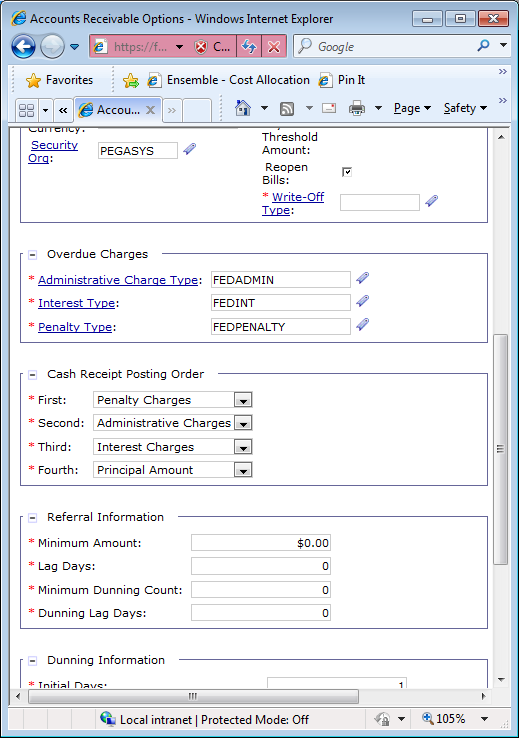 Accounts Receivable Options - Windows Internet Explorer
https://f... C... Google
Favorites Ensemble - Cost Allocation Pin It
Accou... Page Safety
Currency:
Security Org: PEGASYS
Threshold Amount:
Reopen Bills:
* Write-Off Type:
Overdue Charges
* Administrative Charge Type: FEDADMIN
* Interest Type: FEDINT
* Penalty Type: FEDPENALTY
Cash Receipt Posting Order
* First: Penalty Charges
* Second: Administrative Charges
* Third: Interest Charges
* Fourth: Principal Amount
Referral Information
* Minimum Amount: $0.00
* Lag Days: 0
* Minimum Dunning Count: 0
* Dunning Lag Days: 0
Dunning Information
* Initial Days: 1
Local intranet | Protected Mode: Off 105%